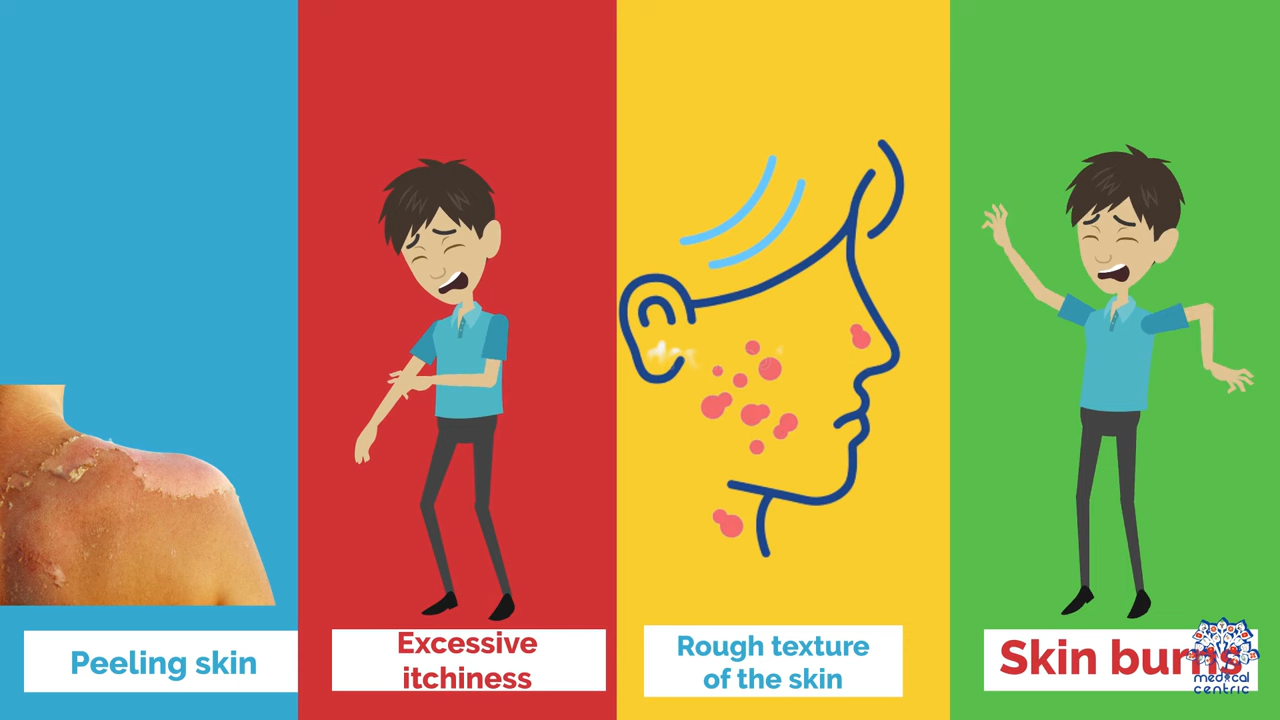 Peeling skin
Excessive
itchiness
Rough texture
of the skin
Skin burns
medical
centric